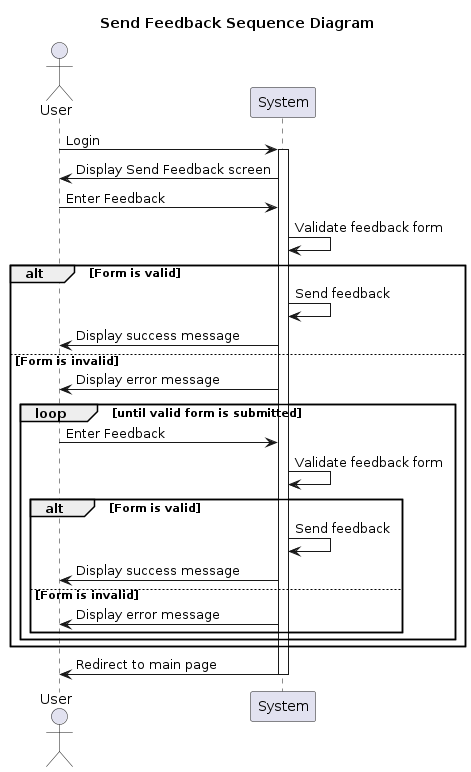 Send Feedback Sequence Diagram
User
System
Login
Display Send Feedback screen
Enter Feedback
Validate feedback form
alt [Form is valid]
Send feedback
Display success message
[Form is invalid]
Display error message
loop [until valid form is submitted]
Enter Feedback
Validate feedback form
alt [Form is valid]
Send feedback
Display success message
[Form is invalid]
Display error message
Redirect to main page
User
System